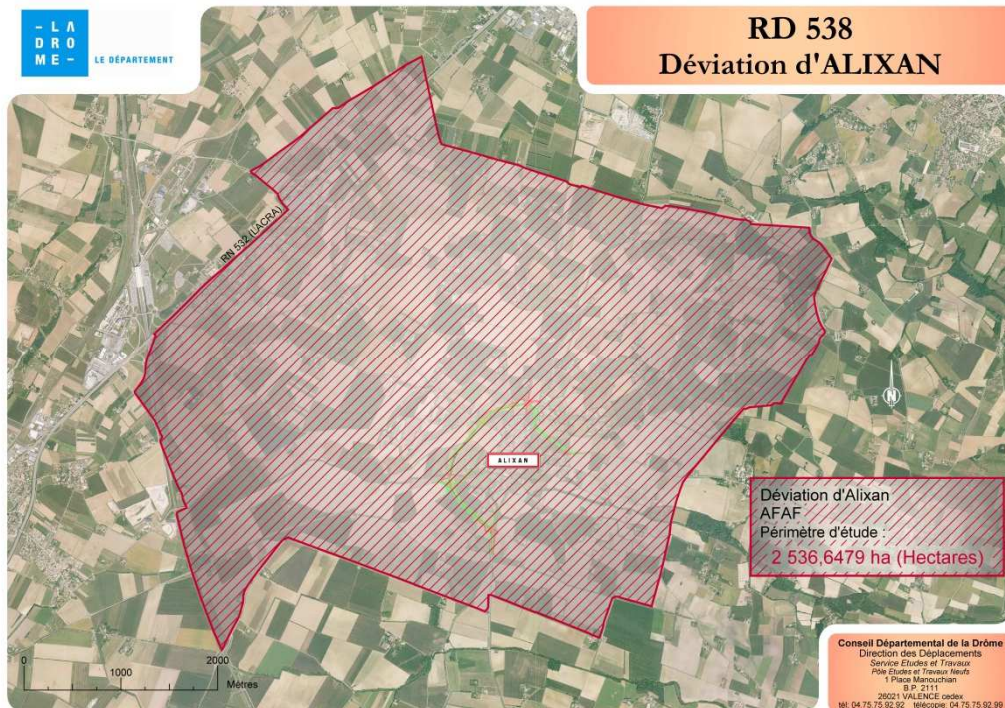 - LA
DRO
ME -
LE DÉPARTEMENT
RD 538
Déviation d'ALIXAN
RN 532 (LACRA)
N
ALIXAN
Déviation d'Alixan
AFAF
Périmètre d'étude :
2 536,6479 ha (Hectares)
0
1000
2000
Mètres
Conseil Départemental de la Drôme
Direction des Déplacements
Service Etudes et Travaux
Pôle Etudes et Travaux Neufs
1 Place Manouchian
B.P. 2111
26021 VALENCE cedex
tél: 04.75.75.92.92 télécopie: 04.75.75.92.99